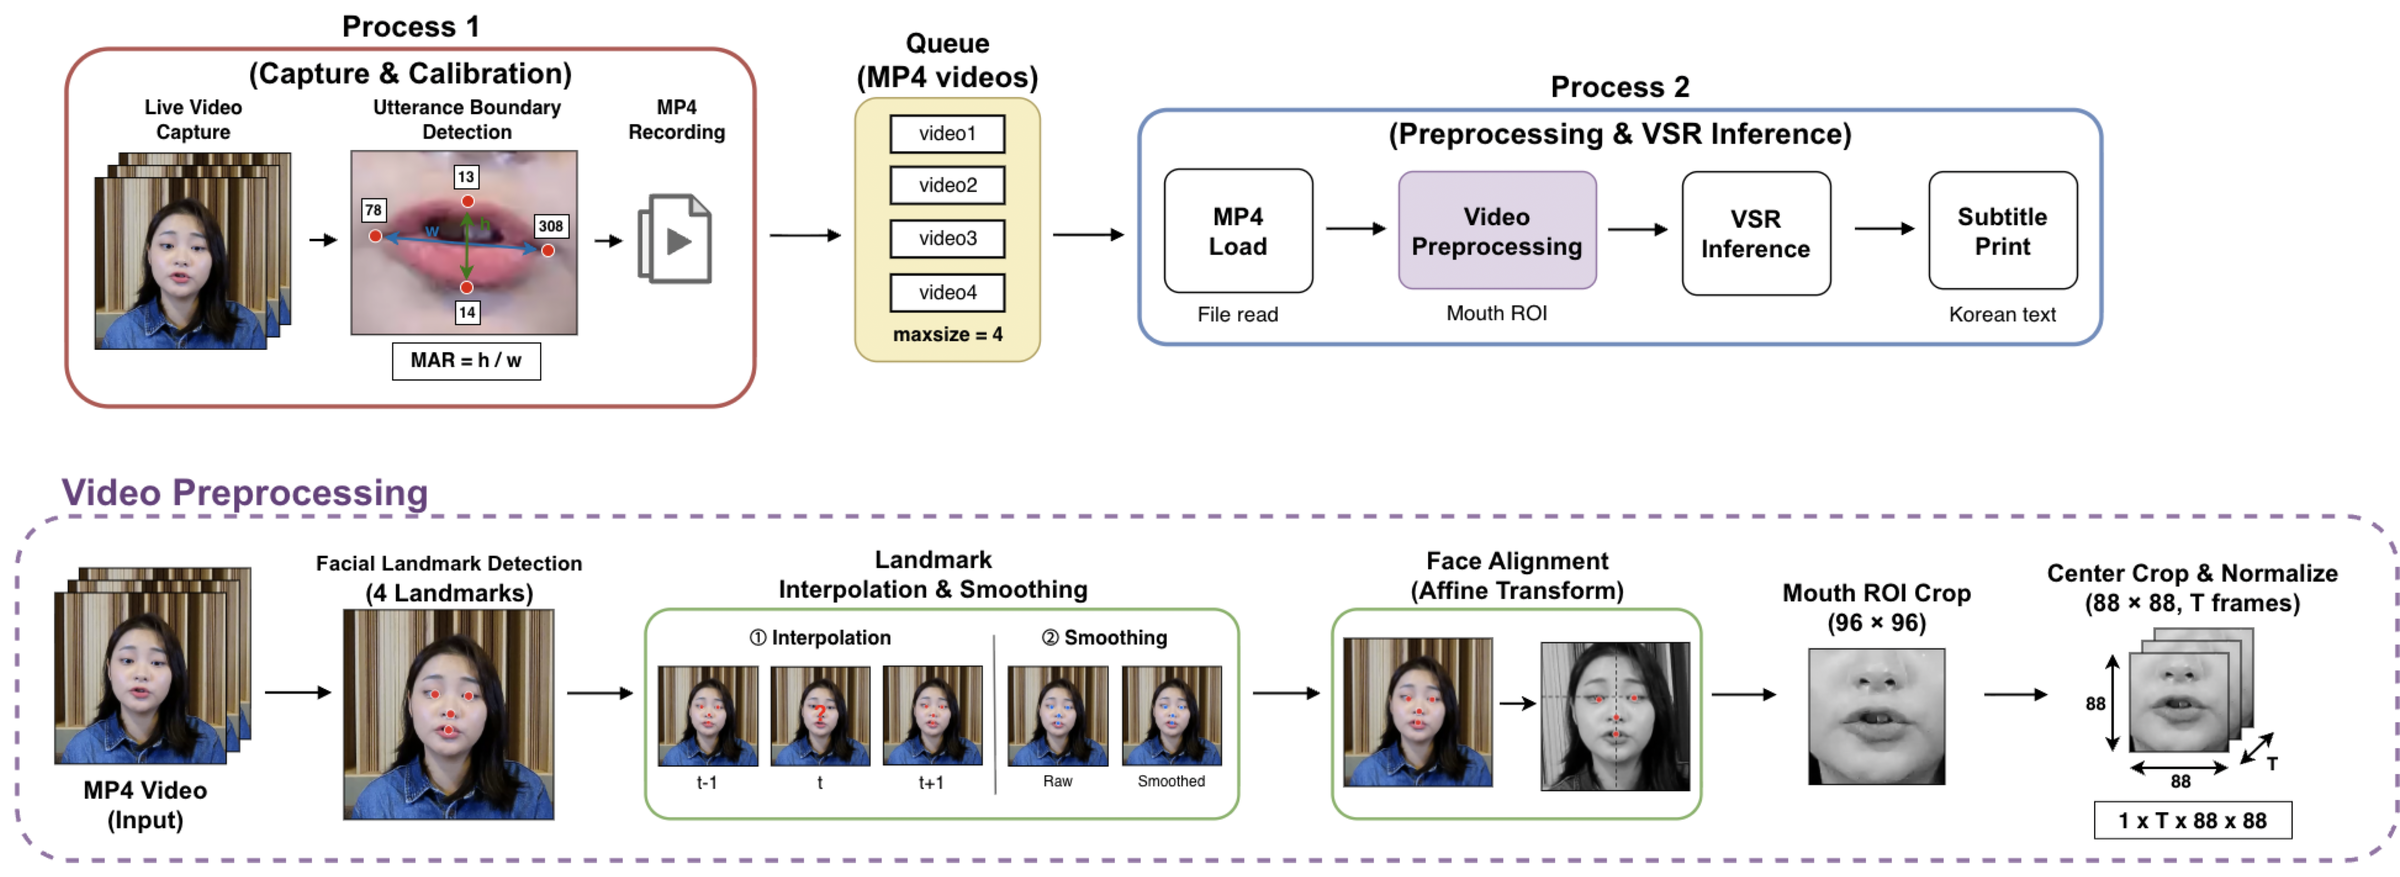 Process 1
(Capture & Calibration)
Live Video
Capture
Utterance Boundary
Detection
MP4
Recording
13
78
308
w
h
14
MAR = h / w
Queue
(MP4 videos)
video1
video2
video3
video4
maxsize = 4
Process 2
(Preprocessing & VSR Inference)
MP4
Load
File read
Video
Preprocessing
Mouth ROI
VSR
Inference
Subtitle
Print
Korean text
Video Preprocessing
MP4 Video
(Input)
Facial Landmark Detection
(4 Landmarks)
Landmark
Interpolation & Smoothing
① Interpolation
② Smoothing
?
t-1
t
t+1
Raw
Smoothed
Face Alignment
(Affine Transform)
Mouth ROI Crop
(96 × 96)
Center Crop & Normalize
(88 × 88, T frames)
88
88
T
1 x T x 88 x 88